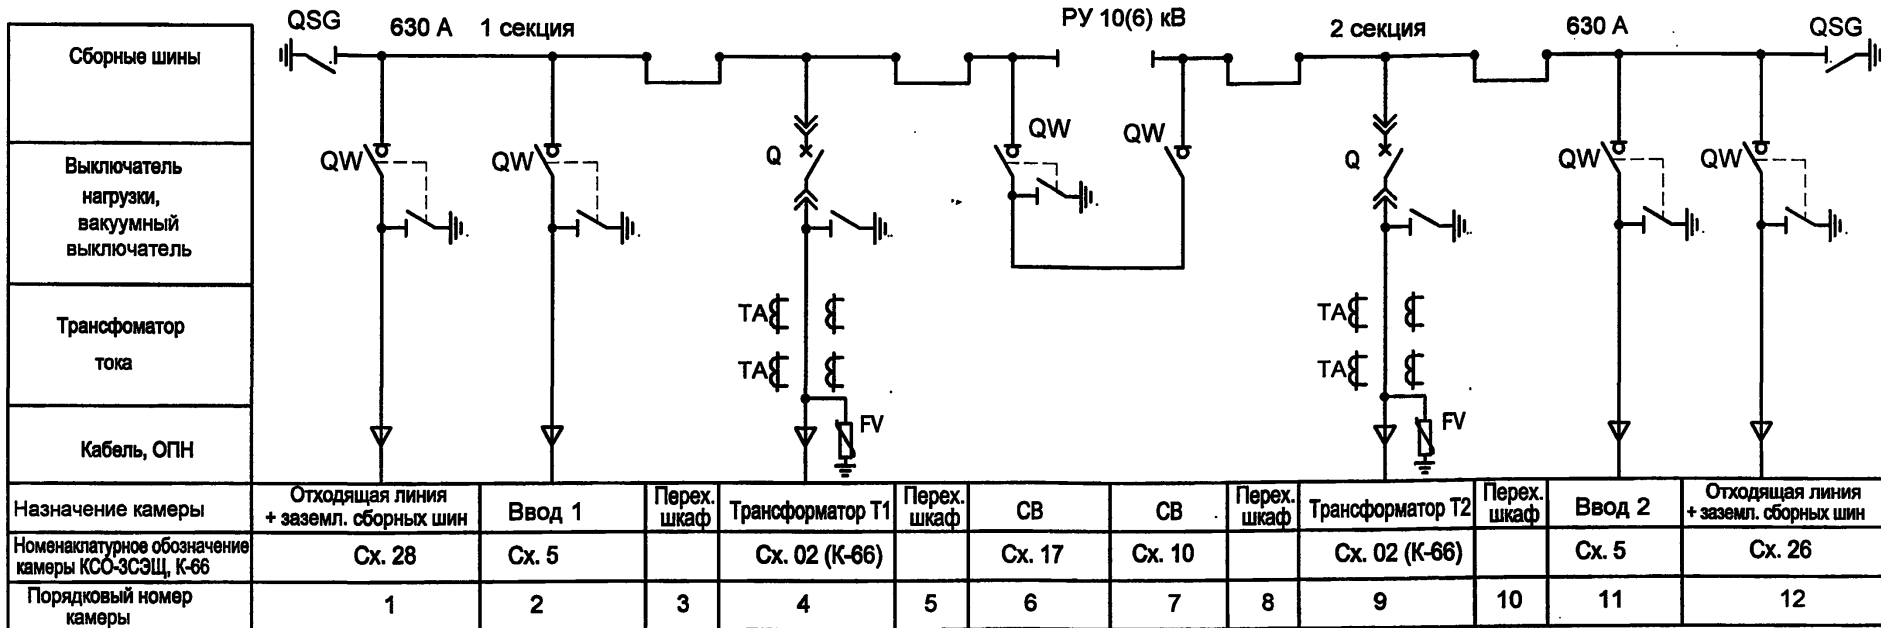 QSG
630 А
1 секция
РУ 10(6) кВ
2 секция
630 А
QSG
Сборные шины
QW
QW
Q
QW
QW
Q
QW
QW
Выключатель
нагрузки,
вакуумный
выключатель
TA
TA
TA
TA
Трансфоматор
тока
FV
FV
Кабель, ОПН
Назначение камеры
Отходящая линия
+ заземл. сборных шин
Ввод 1
Перех.
шкаф
Трансформатор Т1
Перех.
шкаф
СВ
СВ
Перех.
шкаф
Трансформатор Т2
Перех.
шкаф
Ввод 2
Отходящая линия
+ заземл. сборных шин
Номенаклатурное обозначение
камеры КСО-3СЭЩ, К-66
Сх. 28
Сх. 5
Сх. 02 (К-66)
Сх. 17
Сх. 10
Сх. 02 (К-66)
Сх. 5
Сх. 26
Порядковый номер
камеры
1
2
3
4
5
6
7
8
9
10
11
12